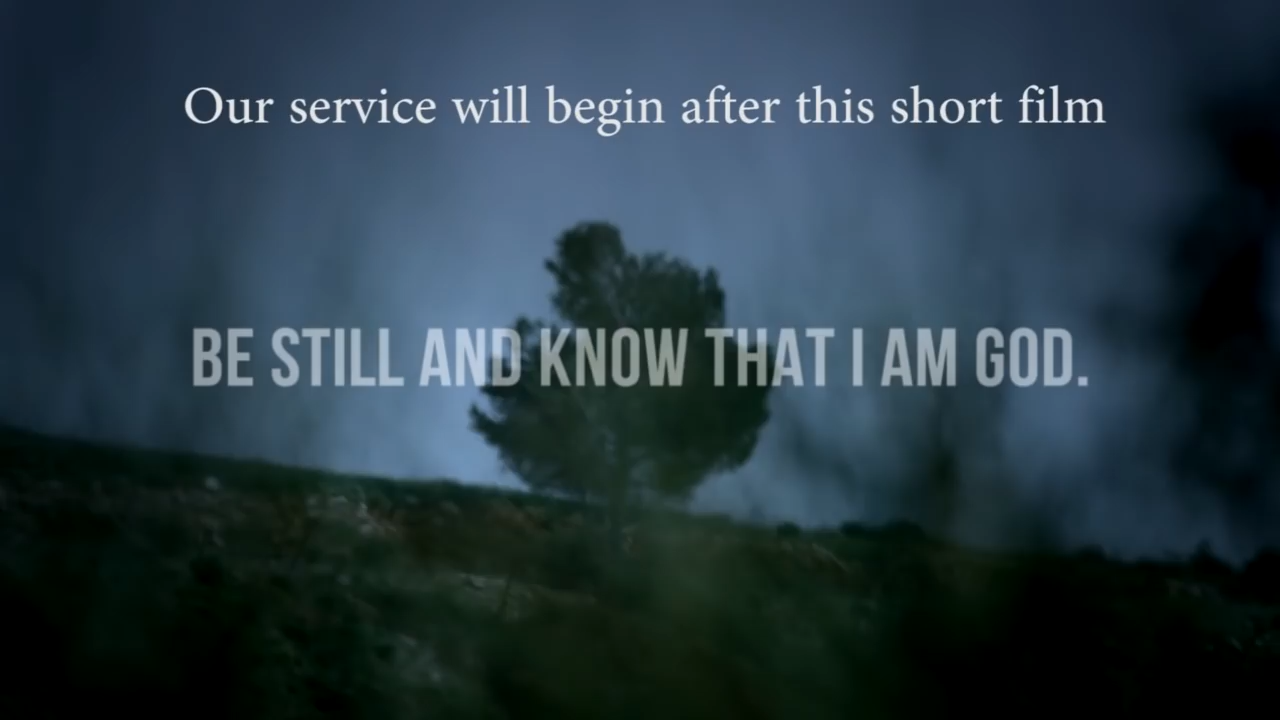 Our service will begin after this short film
BE STILL AND KNOW THAT I AM GOD.